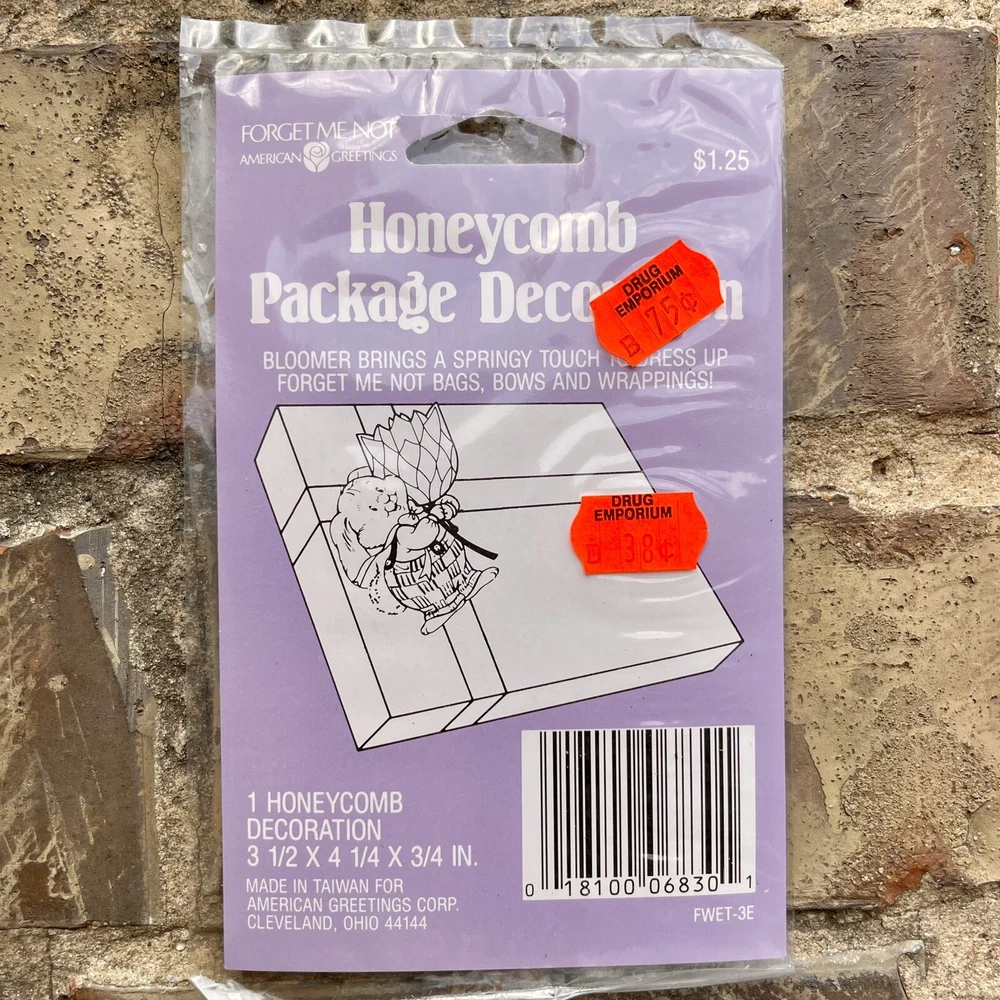 FORGET ME NOT
AMERICAN GREETINGS
$1.25
Honeycomb
Package Deco n
DRUG
EMPORIUM
B 75¢
BLOOMER BRINGS A SPRINGY TOUCH TO DRESS UP
FORGET ME NOT BAGS, BOWS AND WRAPPINGS!
DRUG
EMPORIUM
D 38¢
1 HONEYCOMB
DECORATION
3 1/2 X 4 1/4 X 3/4 IN.
MADE IN TAIWAN FOR
AMERICAN GREETINGS CORP.
CLEVELAND, OHIO 44144
0 18100 06830 1
FWET-3E